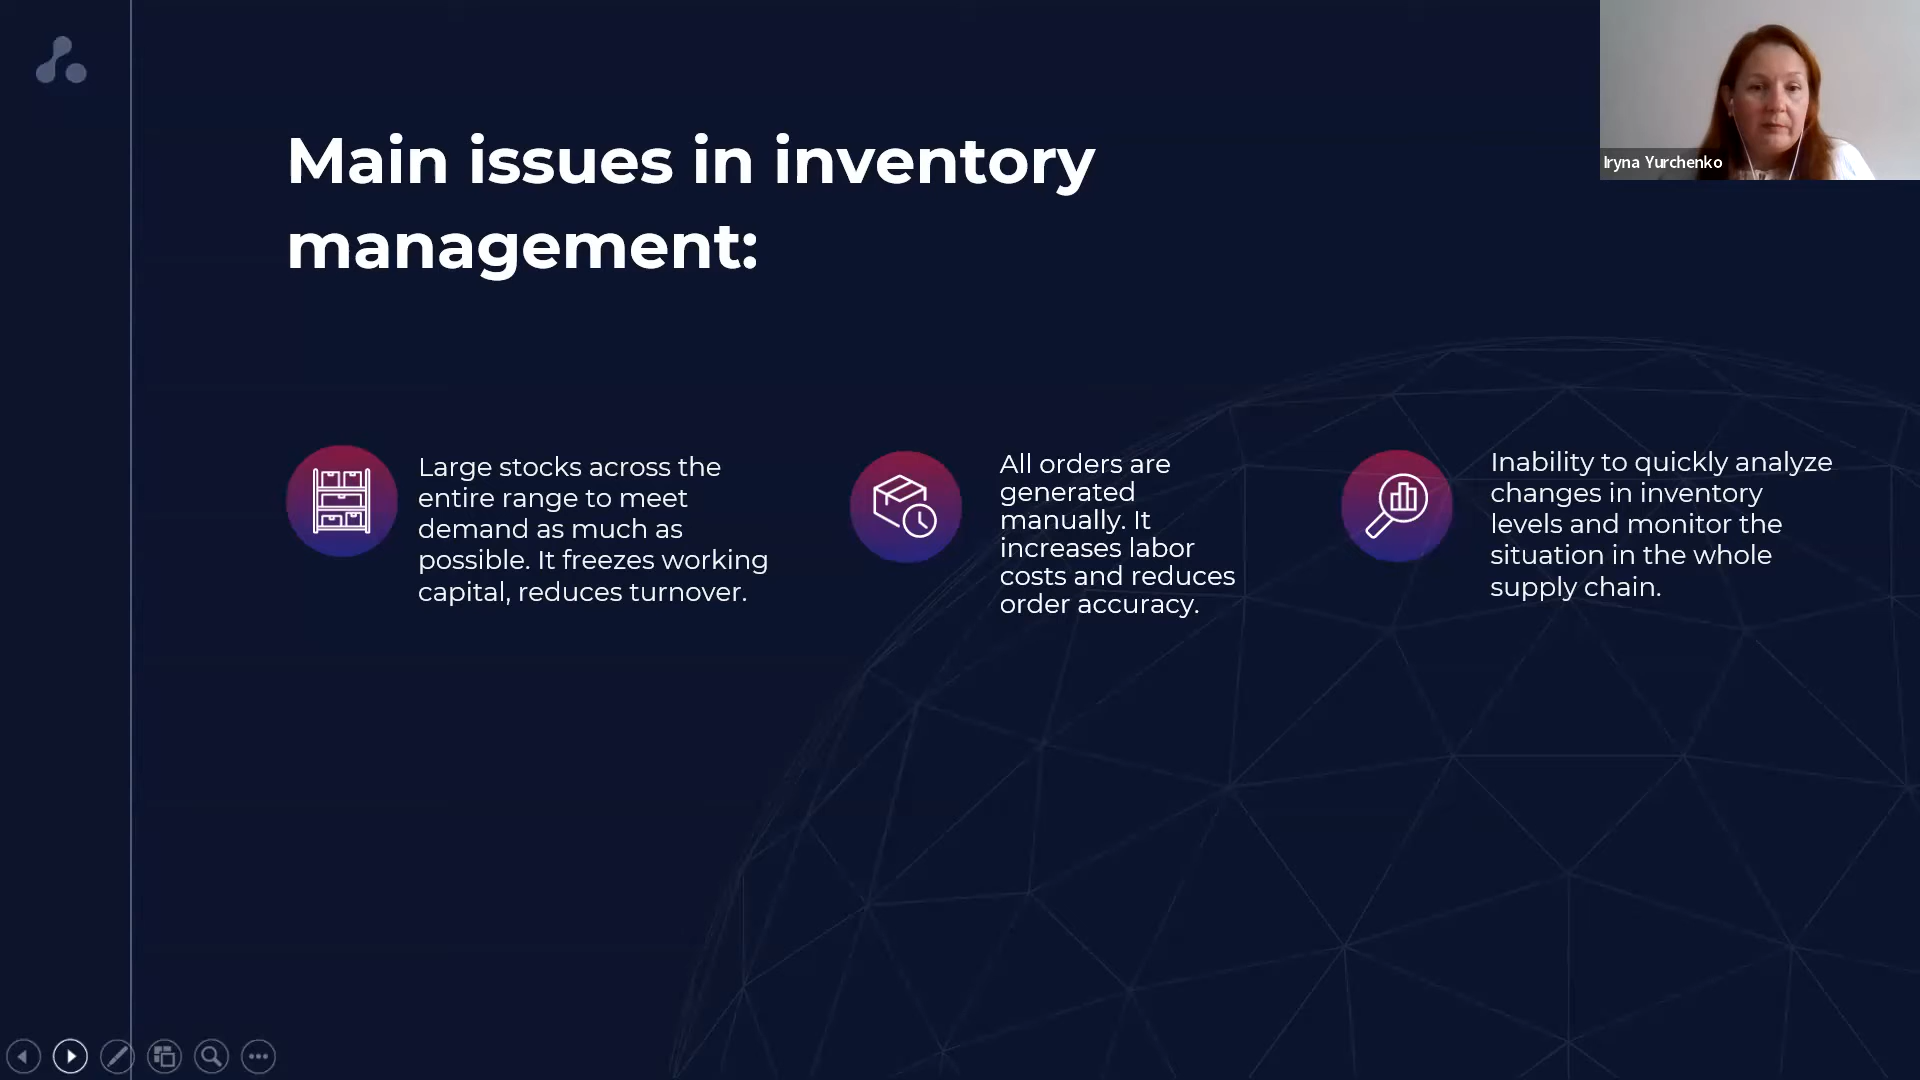 Main issues in inventory
management:
Iryna Yurchenko
Large stocks across the
entire range to meet
demand as much as
possible. It freezes working
capital, reduces turnover.
All orders are
generated
manually. It
increases labor
costs and reduces
order accuracy.
Inability to quickly analyze
changes in inventory
levels and monitor the
situation in the whole
supply chain.